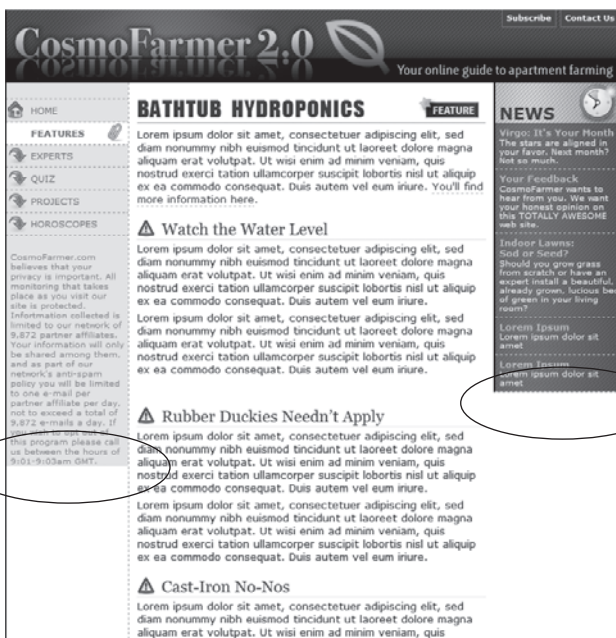 Subscribe Contact Us
CosmoFarmer 2.0
Your online guide to apartment farming
HOME
FEATURES
EXPERTS
QUIZ
PROJECTS
HOROSCOPES
CosmoFarmer.com
believes that your
privacy is important. All
monitoring that takes
place as you visit our
site is protected.
Information collected is
limited to our network of
9,872 partner affiliates.
Your information will only
be shared among them,
and as part of our
network's anti-spam
policy you will be limited
to one e-mail per
partner affiliate per day,
not to exceed a total of
9,872 e-mails a day. If
you wish to opt out of
this program please call
us between the hours of
9:01-9:03am GMT.
BATHTUB HYDROPONICS
FEATURE
Lorem ipsum dolor sit amet, consectetuer adipiscing elit, sed
diam nonummy nibh euismod tincidunt ut laoreet dolore magna
aliquam erat volutpat. Ut wisi enim ad minim veniam, quis
nostrud exerci tation ullamcorper suscipit lobortis nisl ut aliquip
ex ea commodo consequat. Duis autem vel eum iriure. You'll find
more information here.
Watch the Water Level
Lorem ipsum dolor sit amet, consectetuer adipiscing elit, sed
diam nonummy nibh euismod tincidunt ut laoreet dolore magna
aliquam erat volutpat. Ut wisi enim ad minim veniam, quis
nostrud exerci tation ullamcorper suscipit lobortis nisl ut aliquip
ex ea commodo consequat. Duis autem vel eum iriure.
Lorem ipsum dolor sit amet, consectetuer adipiscing elit, sed
diam nonummy nibh euismod tincidunt ut laoreet dolore magna
aliquam erat volutpat. Ut wisi enim ad minim veniam, quis
nostrud exerci tation ullamcorper suscipit lobortis nisl ut aliquip
ex ea commodo consequat. Duis autem vel eum iriure.
Rubber Duckies Needn't Apply
Lorem ipsum dolor sit amet, consectetuer adipiscing elit, sed
diam nonummy nibh euismod tincidunt ut laoreet dolore magna
aliquam erat volutpat. Ut wisi enim ad minim veniam, quis
nostrud exerci tation ullamcorper suscipit lobortis nisl ut aliquip
ex ea commodo consequat. Duis autem vel eum iriure.
Lorem ipsum dolor sit amet, consectetuer adipiscing elit, sed
diam nonummy nibh euismod tincidunt ut laoreet dolore magna
aliquam erat volutpat. Ut wisi enim ad minim veniam, quis
nostrud exerci tation ullamcorper suscipit lobortis nisl ut aliquip
ex ea commodo consequat. Duis autem vel eum iriure.
Cast-Iron No-Nos
Lorem ipsum dolor sit amet, consectetuer adipiscing elit, sed
diam nonummy nibh euismod tincidunt ut laoreet dolore magna
aliquam erat volutpat. Ut wisi enim ad minim veniam, quis
NEWS
Virgo: It's Your Month
The stars are aligned in
your favor. Next month?
Not so much.
Your Feedback
CosmoFarmer wants to
hear from you. We want
your honest opinion on
this TOTALLY AWESOME
web site.
Indoor Lawns:
Sod or Seed?
Should you grow grass
from scratch or have an
expert install a beautiful,
already grown, lucious bed
of green in your living
room?
Lorem Ipsum
Lorem ipsum dolor sit
amet
Lorem Ipsum
Lorem ipsum dolor sit
amet